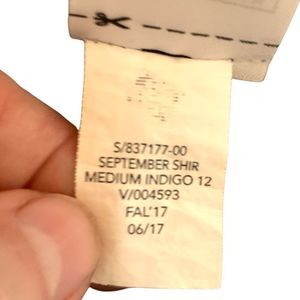 S/837177-00
SEPTEMBER SHIR
MEDIUM INDIGO 12
V/004593
FAL'17
06/17